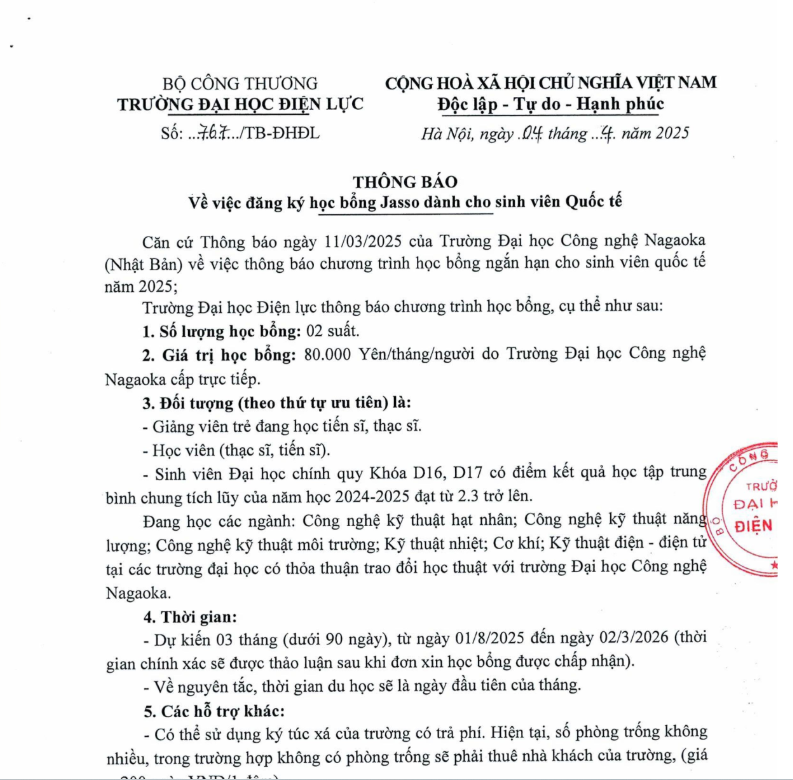 BỘ CÔNG THƯƠNG
TRƯỜNG ĐẠI HỌC ĐIỆN LỰC
Số: ..767../TB-ĐHĐL
CỘNG HOÀ XÃ HỘI CHỦ NGHĨA VIỆT NAM
Độc lập - Tự do - Hạnh phúc
Hà Nội, ngày .04 tháng ..4. năm 2025
THÔNG BÁO
Về việc đăng ký học bổng Jasso dành cho sinh viên Quốc tế
Căn cứ Thông báo ngày 11/03/2025 của Trường Đại học Công nghệ Nagaoka
(Nhật Bản) về việc thông báo chương trình học bổng ngắn hạn cho sinh viên quốc tế
năm 2025;
Trường Đại học Điện lực thông báo chương trình học bổng, cụ thể như sau:
1. Số lượng học bổng: 02 suất.
2. Giá trị học bổng: 80.000 Yên/tháng/người do Trường Đại học Công nghệ
Nagaoka cấp trực tiếp.
3. Đối tượng (theo thứ tự ưu tiên) là:
- Giảng viên trẻ đang học tiến sĩ, thạc sĩ.
- Học viên (thạc sĩ, tiến sĩ).
- Sinh viên Đại học chính quy Khóa D16, D17 có điểm kết quả học tập trung
bình chung tích lũy của năm học 2024-2025 đạt từ 2.3 trở lên.
Đang học các ngành: Công nghệ kỹ thuật hạt nhân; Công nghệ kỹ thuật năng
lượng; Công nghệ kỹ thuật môi trường; Kỹ thuật nhiệt; Cơ khí; Kỹ thuật điện - điện tử
tại các trường đại học có thỏa thuận trao đổi học thuật với trường Đại học Công nghệ
Nagaoka.
BỘ CÔNG
TRƯỜ
ĐẠI H
ĐIỆN
4. Thời gian:
- Dự kiến 03 tháng (dưới 90 ngày), từ ngày 01/8/2025 đến ngày 02/3/2026 (thời
gian chính xác sẽ được thảo luận sau khi đơn xin học bổng được chấp nhận).
- Về nguyên tắc, thời gian du học sẽ là ngày đầu tiên của tháng.
5. Các hỗ trợ khác:
- Có thể sử dụng ký túc xá của trường có trả phí. Hiện tại, số phòng trống không
nhiều, trong trường hợp không có phòng trống sẽ phải thuê nhà khách của trường, (giá